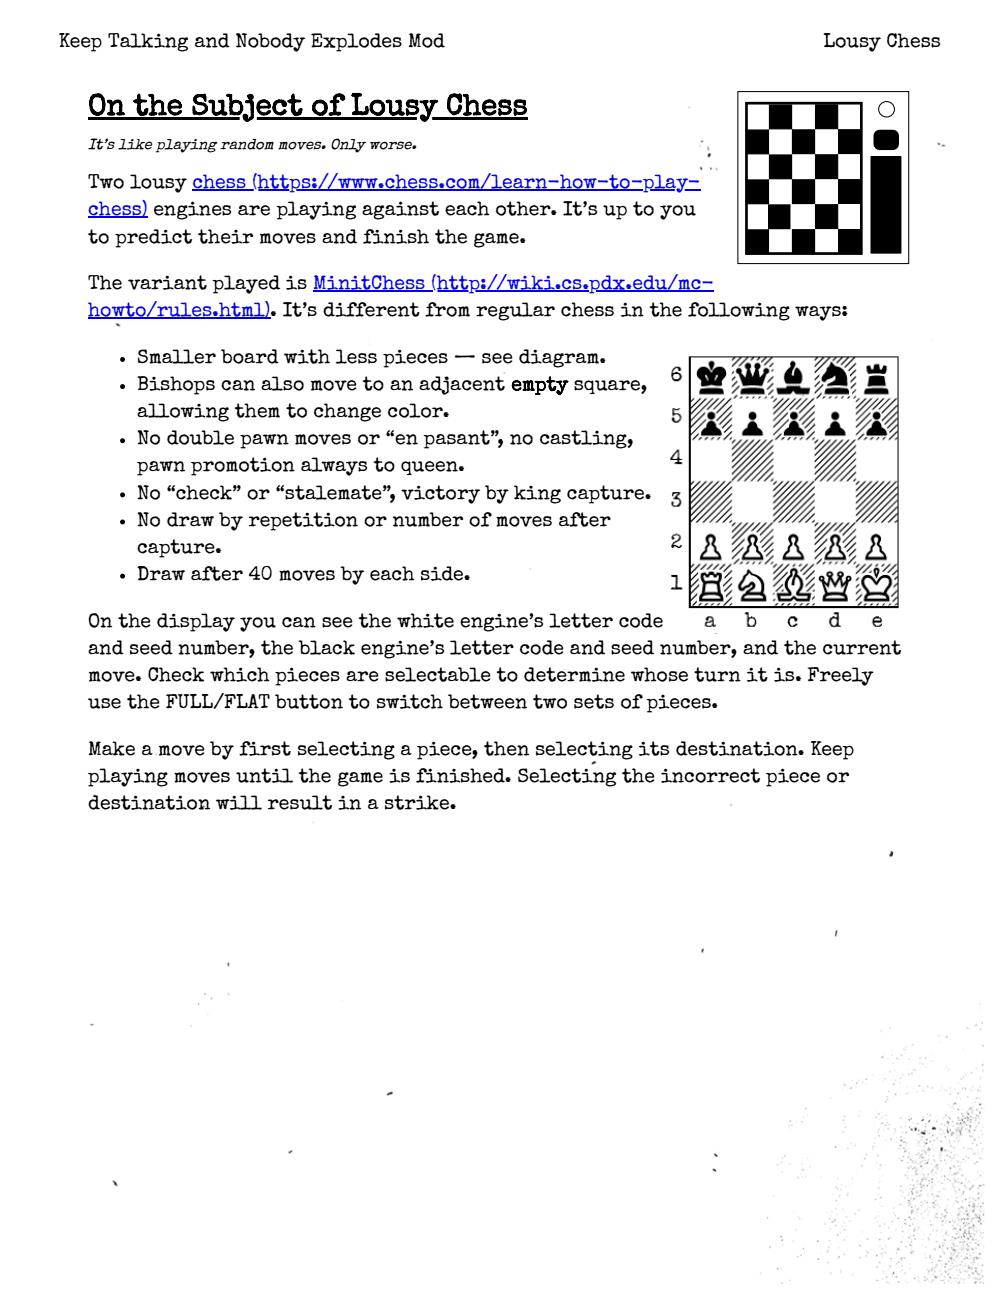 Keep Talking and Nobody Explodes Mod
Lousy Chess
On the Subject of Lousy Chess
It's like playing random moves. Only worse.
Two lousy chess (https://www.chess.com/learn-how-to-play-
chess) engines are playing against each other. It's up to you
to predict their moves and finish the game.
The variant played is MinitChess (http://wiki.cs.pdx.edu/mc-
howto/rules.html). It's different from regular chess in the following ways:
• Smaller board with less pieces — see diagram.
• Bishops can also move to an adjacent empty square,
allowing them to change color.
• No double pawn moves or “en pasant”, no castling,
pawn promotion always to queen.
• No “check” or “stalemate”, victory by king capture.
• No draw by repetition or number of moves after
capture.
• Draw after 40 moves by each side.
6
5
4
3
2
1
a b c d e
On the display you can see the white engine's letter code
and seed number, the black engine's letter code and seed number, and the current
move. Check which pieces are selectable to determine whose turn it is. Freely
use the FULL/FLAT button to switch between two sets of pieces.
Make a move by first selecting a piece, then selecting its destination. Keep
playing moves until the game is finished. Selecting the incorrect piece or
destination will result in a strike.